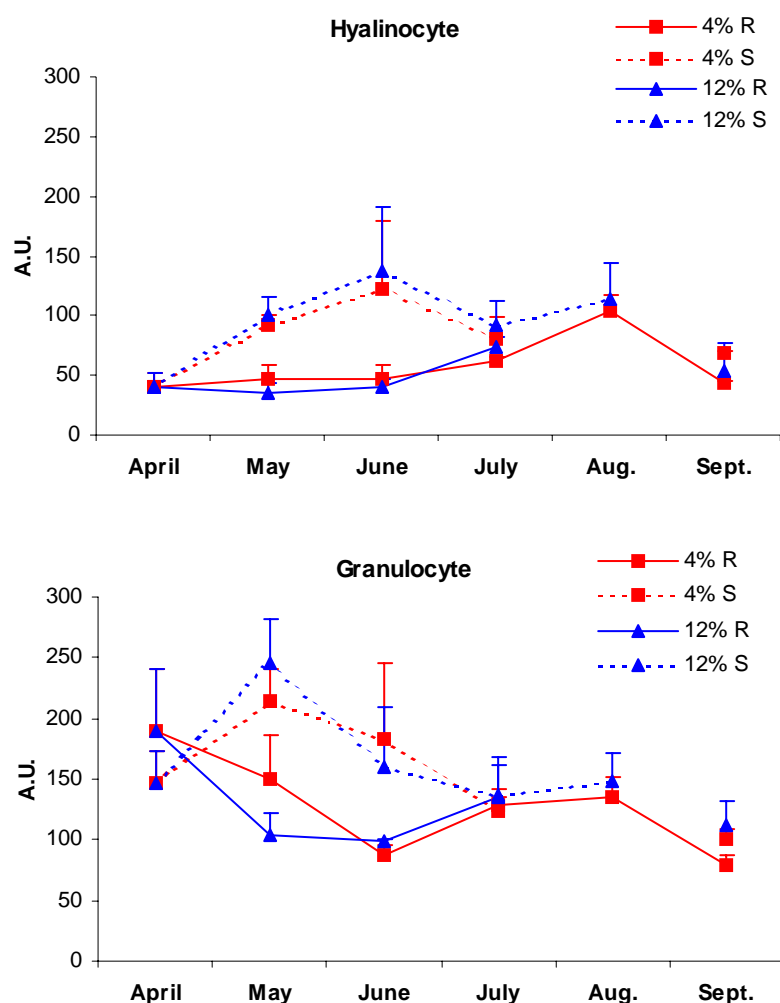 Hyalinocyte
4% R
4% S
12% R
12% S
300
250
200
150
100
50
0
A.U.
April May June July Aug. Sept.
Granulocyte
4% R
4% S
12% R
12% S
300
250
200
150
100
50
0
A.U.
April May June July Aug. Sept.